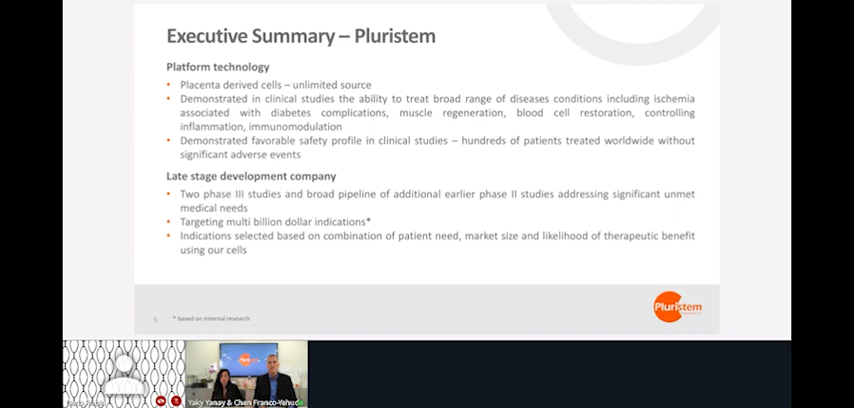 Executive Summary – Pluristem
Platform technology
• Placenta derived cells – unlimited source
• Demonstrated in clinical studies the ability to treat broad range of diseases conditions including ischemia
associated with diabetes complications, muscle regeneration, blood cell restoration, controlling
inflammation, immunomodulation
• Demonstrated favorable safety profile in clinical studies – hundreds of patients treated worldwide without
significant adverse events
Late stage development company
• Two phase III studies and broad pipeline of additional earlier phase II studies addressing significant unmet
medical needs
• Targeting multi billion dollar indications*
• Indications selected based on combination of patient need, market size and likelihood of therapeutic benefit
using our cells
5 * based on internal research
Pluristem
Yaky Yanay & Chen Franco-Yehuda